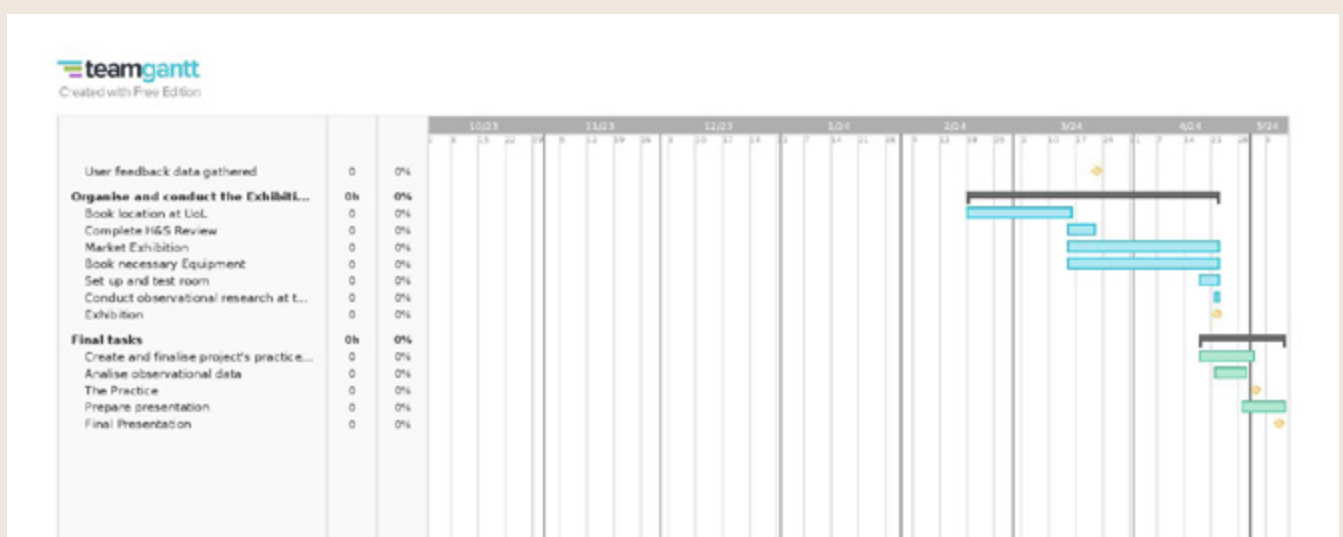 teamgantt
Created with Free Edition
10/23 11/23 12/23 1/24 2/24 3/24 4/24 5/24
User feedback data gathered 0 0%
Organise and conduct the Exhibiti... 0h 0%
Book location at UoL 0 0%
Complete H&S Review 0 0%
Market Exhibition 0 0%
Book necessary Equipment 0 0%
Set up and test room 0 0%
Conduct observational research at t... 0 0%
Exhibition 0 0%
Final tasks 0h 0%
Create and finalise project's practice... 0 0%
Analise observational data 0 0%
The Practice 0 0%
Prepare presentation 0 0%
Final Presentation 0 0%